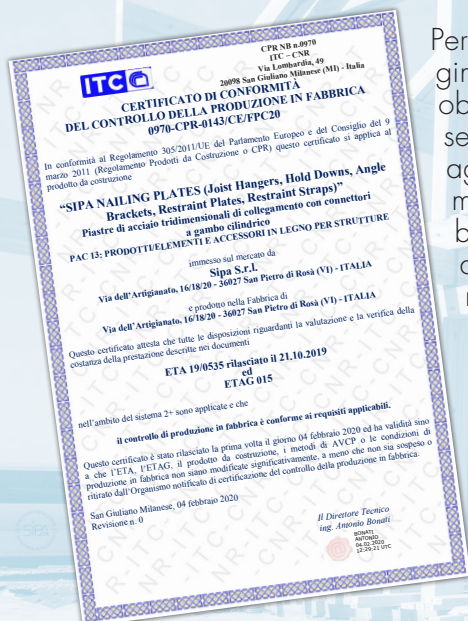 ITC
CPR NB n.0970
ITC – CNR
Via Lombardia, 49
20098 San Giuliano Milanese (MI) - Italia
CERTIFICATO DI CONFORMITÀ
DEL CONTROLLO DELLA PRODUZIONE IN FABBRICA
0970-CPR-0143/CE/FPC20
In conformità al Regolamento 305/2011/UE del Parlamento Europeo e del Consiglio del 9
marzo 2011 (Regolamento Prodotti da Costruzione o CPR) questo certificato si applica al
prodotto da costruzione
“SIPA NAILING PLATES (Joist Hangers, Hold Downs, Angle
Brackets, Restraint Plates, Restraint Straps)”
Piastre di acciaio tridimensionali di collegamento con connettori
a gambo cilindrico
PAC 13: PRODOTTI/ELEMENTI E ACCESSORI IN LEGNO PER STRUTTURE
immesso sul mercato da
Sipa S.r.l.
Via dell'Artigianato, 16/18/20 - 36027 San Pietro di Rosà (VI) - ITALIA
e prodotto nella Fabbrica di
Via dell'Artigianato, 16/18/20 - 36027 San Pietro di Rosà (VI) - ITALIA
Questo certificato attesta che tutte le disposizioni riguardanti la valutazione e la verifica della
costanza della prestazione descritte nei documenti
ETA 19/0535 rilasciato il 21.10.2019
ed
ETAG 015
nell'ambito del sistema 2+ sono applicate e che
il controllo di produzione in fabbrica è conforme ai requisiti applicabili.
Questo certificato è stato rilasciato la prima volta il giorno 04 febbraio 2020 ed ha validità sino
a che l'ETA, l'ETAG, il prodotto da costruzione, i metodi di AVCP o le condizioni di
produzione in fabbrica non siano modificate significativamente, a meno che non sia sospeso o
ritirato dall'Organismo notificato di certificazione del controllo della produzione in fabbrica.
San Giuliano Milanese, 04 febbraio 2020
Revisione n. 0
Il Direttore Tecnico
ing. Antonio Bonati
BONATI
ANTONIO
04.02.2020
12:29:21 UTC
Per
SIPA